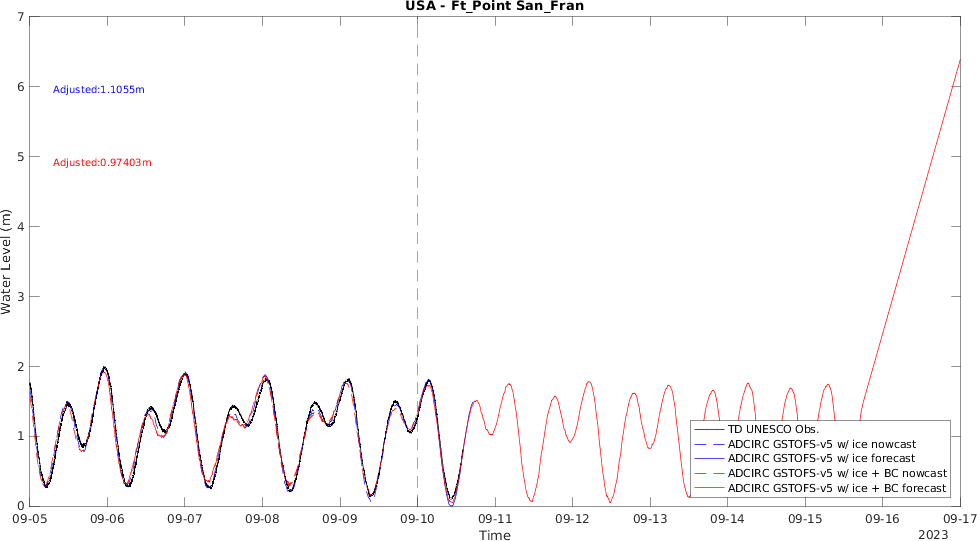 USA - Ft_Point San_Fran
7
6
5
4
3
2
1
0
Water Level (m)
Adjusted:1.1055m
Adjusted:0.97403m
TD UNESCO Obs.
ADCIRC GSTOFS-v5 w/ ice nowcast
ADCIRC GSTOFS-v5 w/ ice forecast
ADCIRC GSTOFS-v5 w/ ice + BC nowcast
ADCIRC GSTOFS-v5 w/ ice + BC forecast
09-05 09-06 09-07 09-08 09-09 09-10 09-11 09-12 09-13 09-14 09-15 09-16 09-17
Time
2023